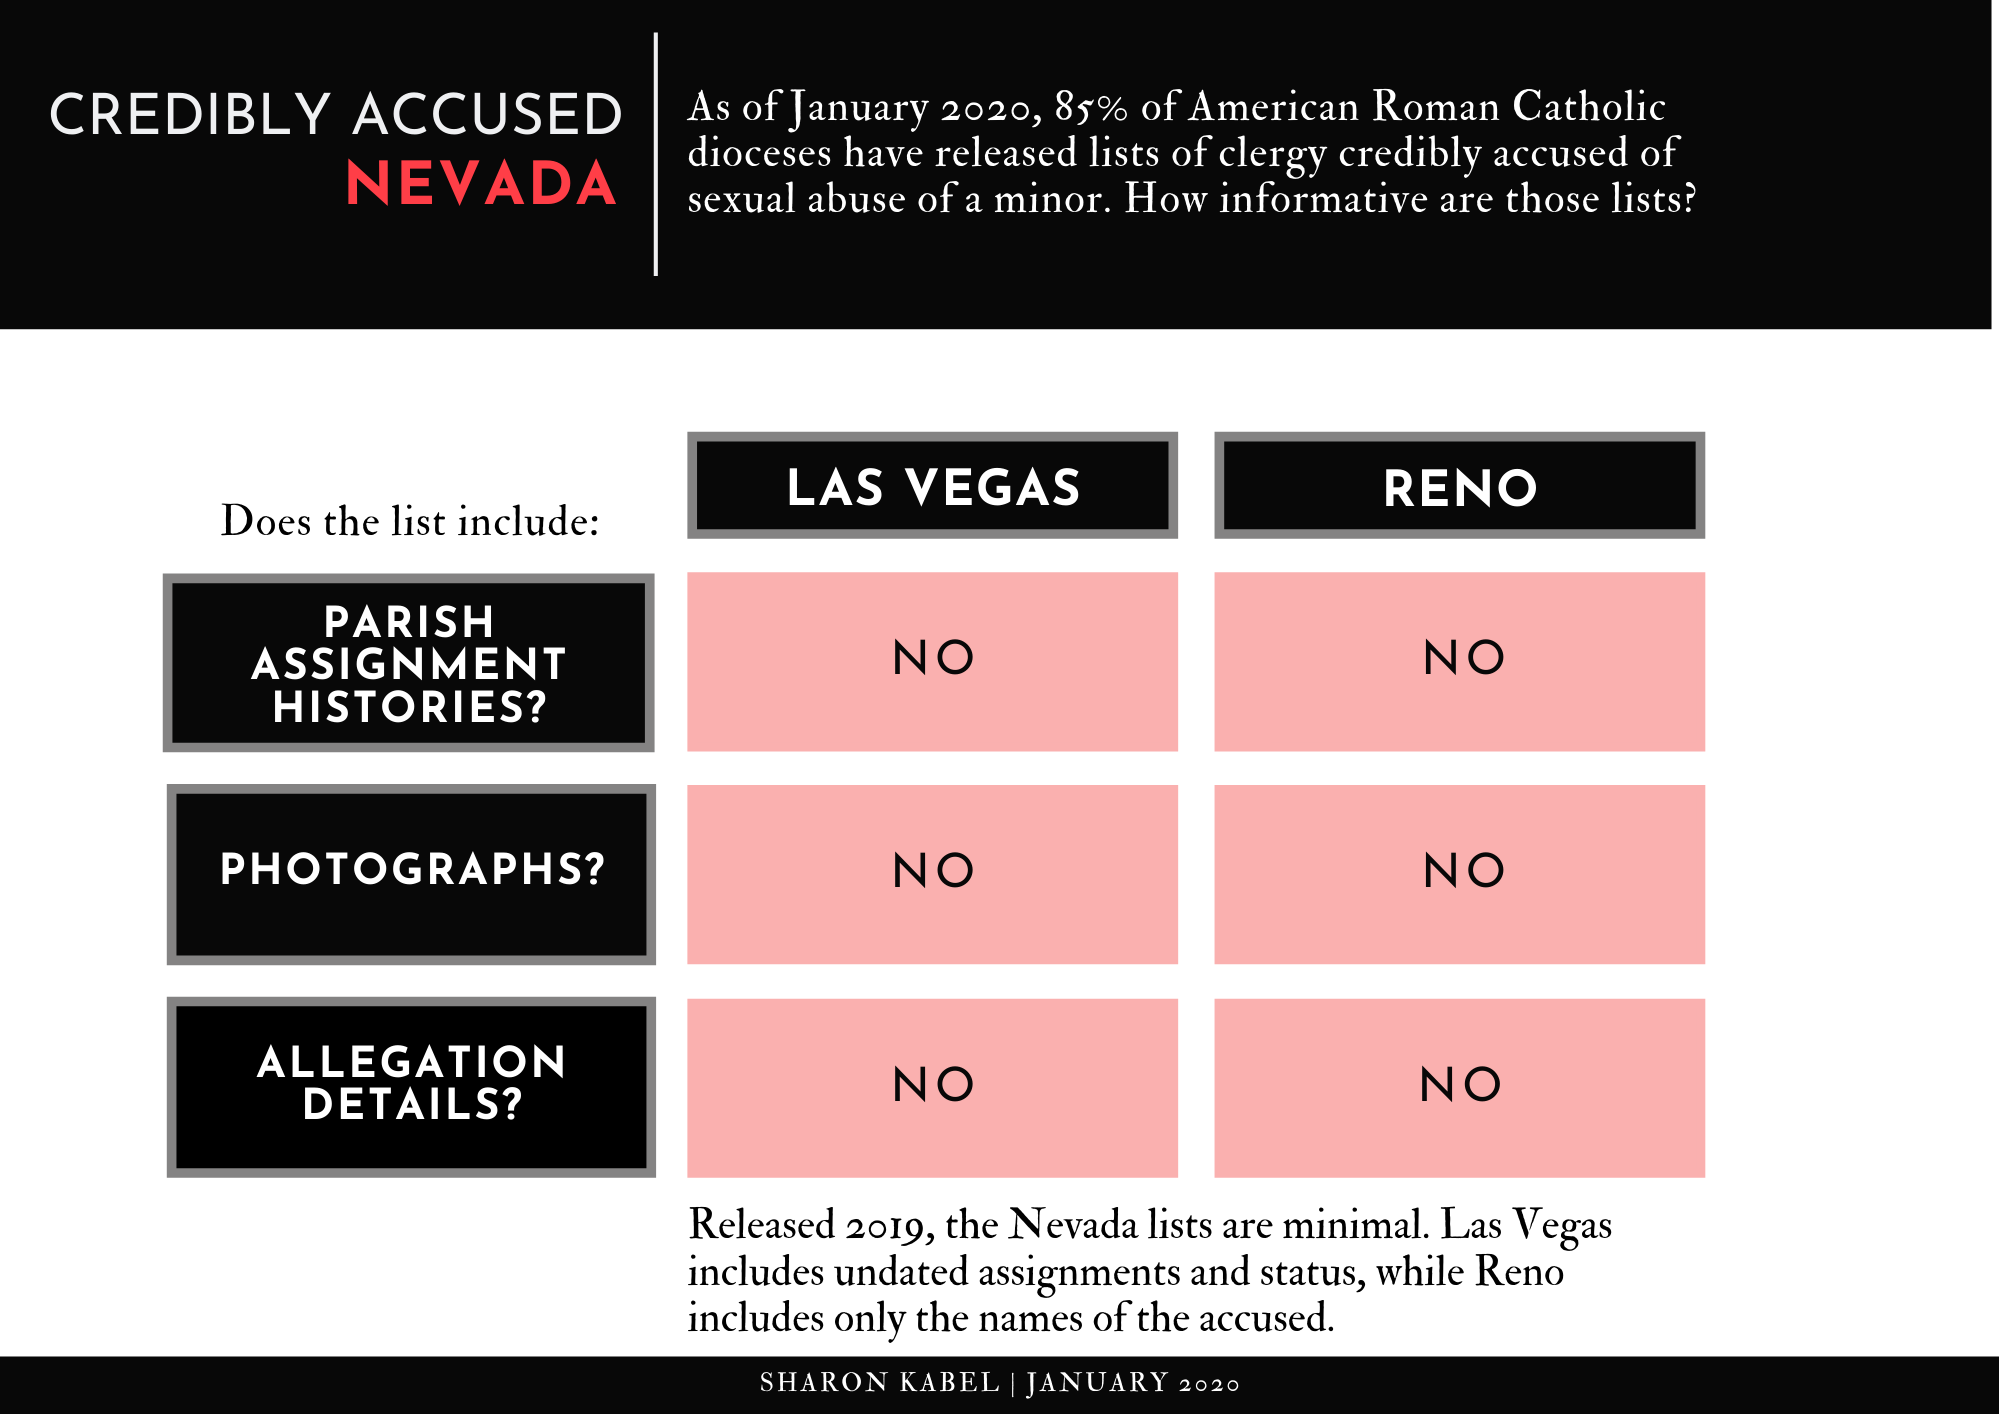 CREDIBLY ACCUSED
NEVADA
As of January 2020, 85% of American Roman Catholic
dioceses have released lists of clergy credibly accused of
sexual abuse of a minor. How informative are those lists?
Does the list include:
LAS VEGAS
RENO
PARISH
ASSIGNMENT
HISTORIES?
NO
NO
PHOTOGRAPHS?
NO
NO
ALLEGATION
DETAILS?
NO
NO
Released 2019, the Nevada lists are minimal. Las Vegas
includes undated assignments and status, while Reno
includes only the names of the accused.
SHARON KABEL | JANUARY 2020